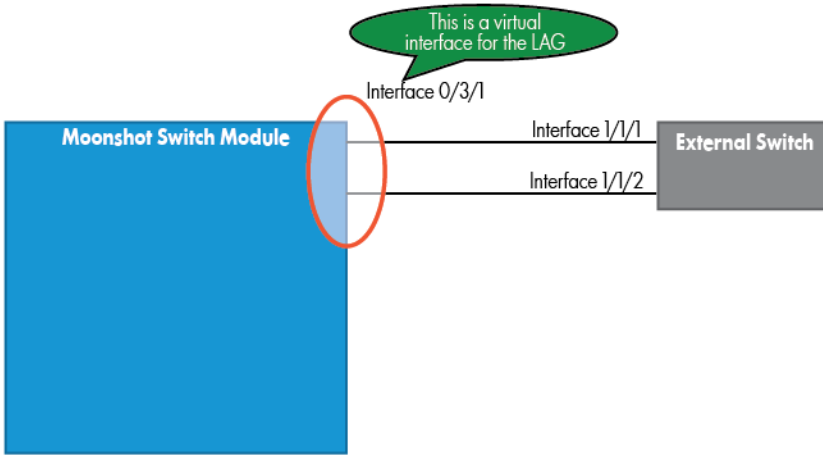 This is a virtual
interface for the LAG
Interface 0/3/1
Moonshot Switch Module
Interface 1/1/1
External Switch
Interface 1/1/2